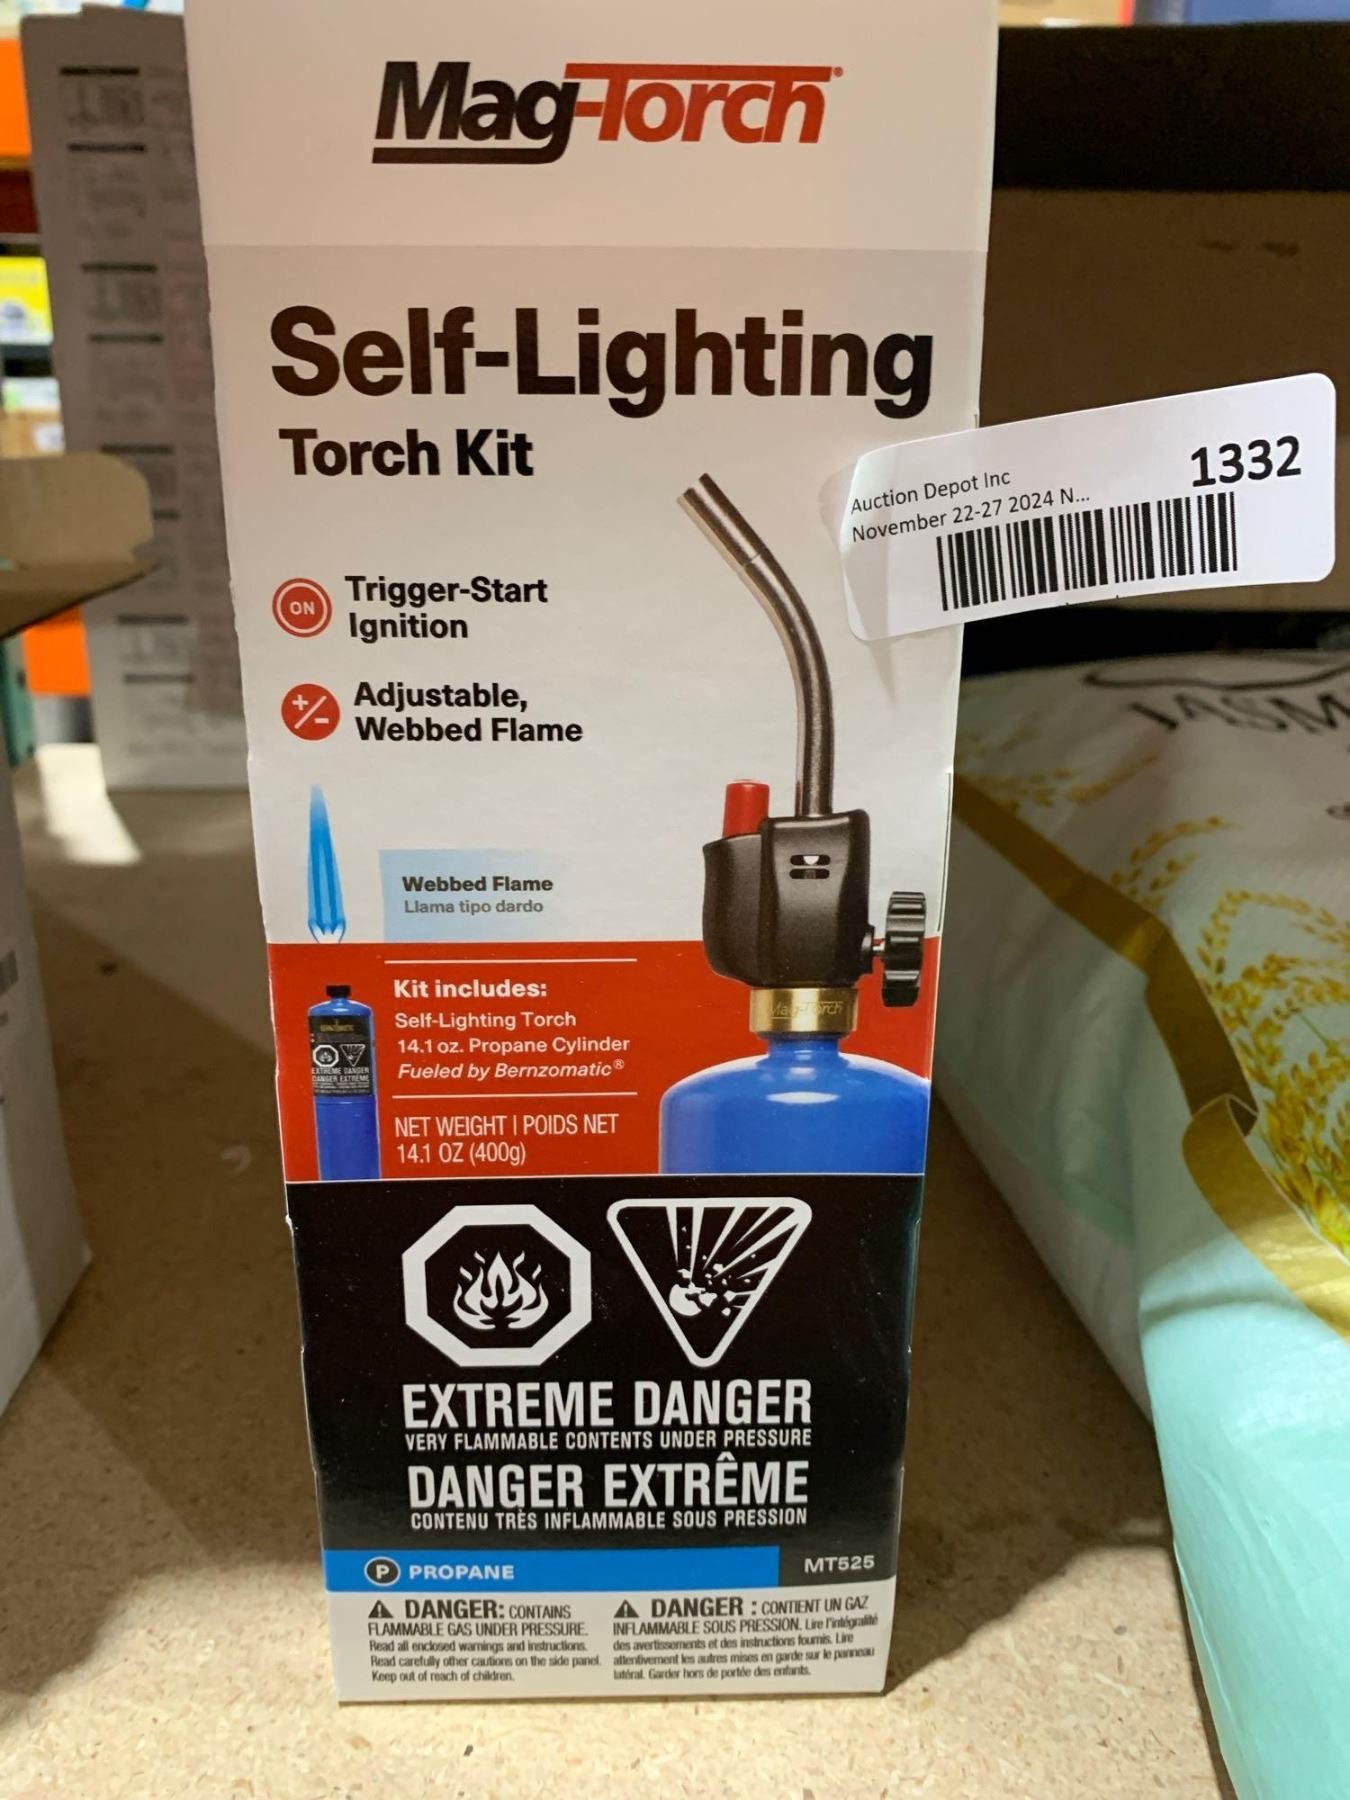 Mag-Torch®
Self-Lighting
Torch Kit
Auction Depot Inc
November 22-27 2024 N...
1332
ON
Trigger-Start
Ignition
+/-
Adjustable,
Webbed Flame
Webbed Flame
Llama tipo dardo
Mag-Torch
Kit includes:
Self-Lighting Torch
14.1 oz. Propane Cylinder
Fueled by Bernzomatic®
BERNZOMATIC
EXTREME DANGER
DANGER EXTRÊME
NET WEIGHT | POIDS NET
14.1 OZ (400g)
EXTREME DANGER
VERY FLAMMABLE CONTENTS UNDER PRESSURE
DANGER EXTRÊME
CONTENU TRÈS INFLAMMABLE SOUS PRESSION
P PROPANE
MT525
DANGER: CONTAINS
FLAMMABLE GAS UNDER PRESSURE.
Read all enclosed warnings and instructions.
Read carefully other cautions on the side panel.
Keep out of reach of children.
DANGER : CONTIENT UN GAZ
INFLAMMABLE SOUS PRESSION. Lire l'intégralité
des avertissements et des instructions fournis. Lire
attentivement les autres mises en garde sur le panneau
latéral. Garder hors de portée des enfants.
JASM